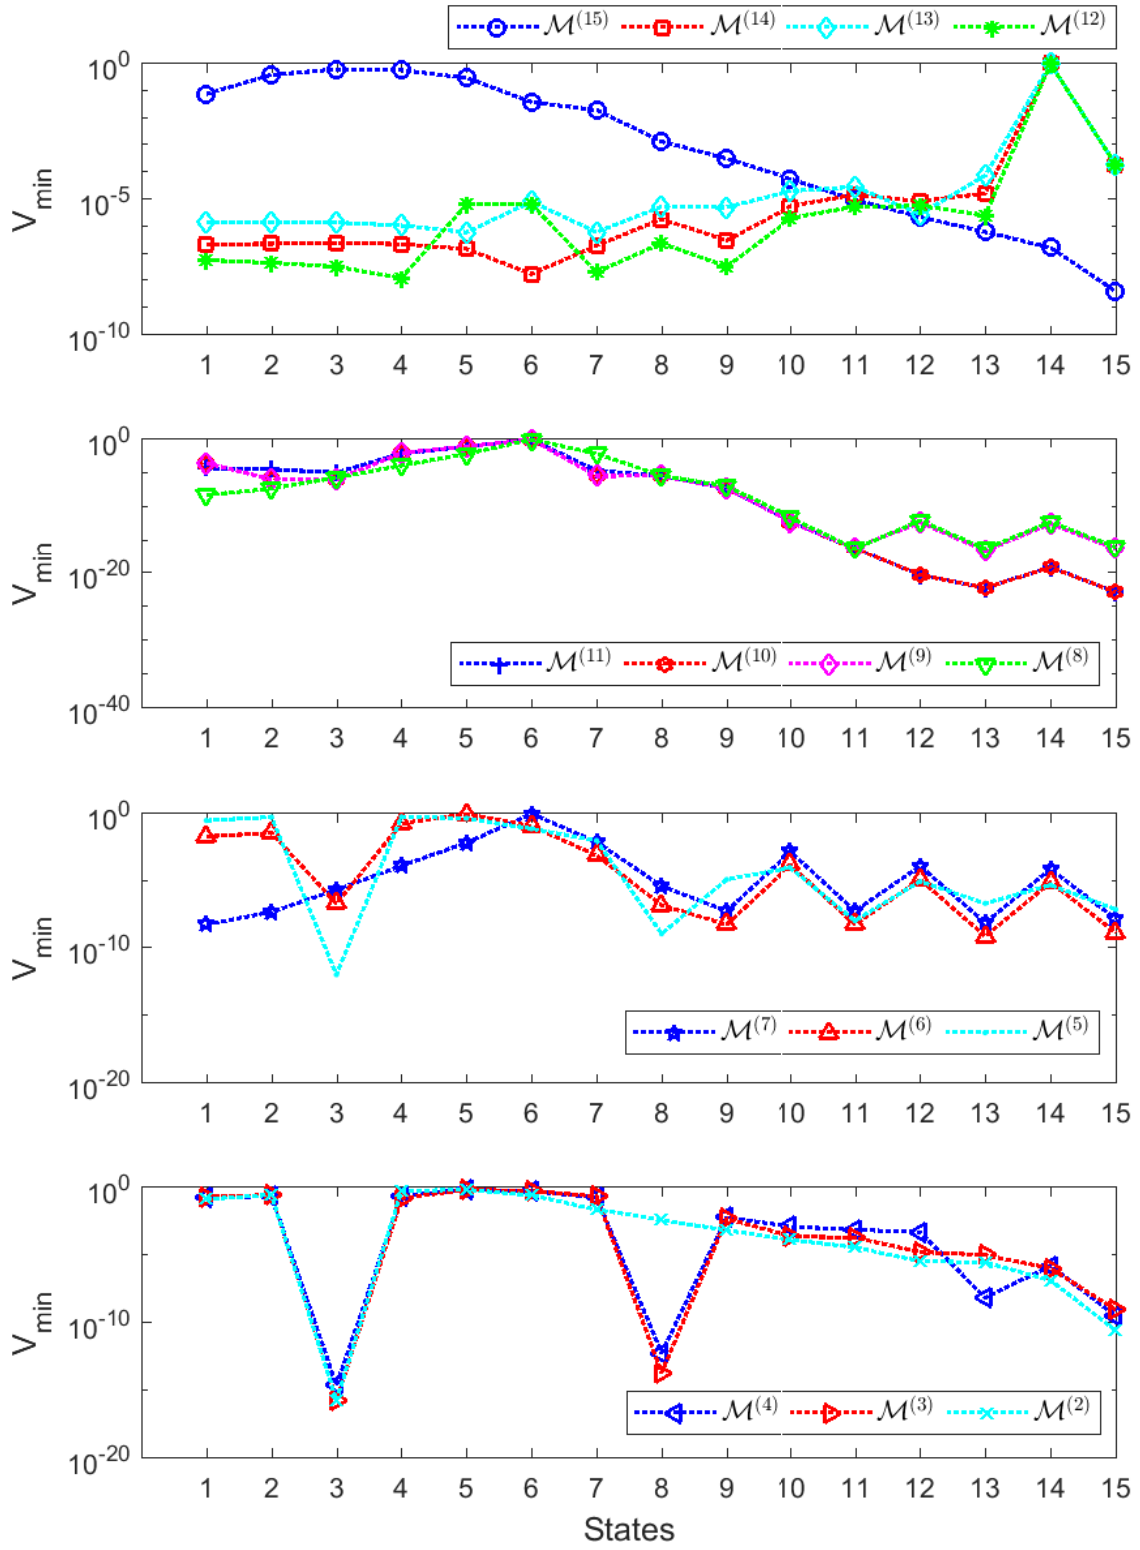 M^(15) M^(14) M^(13) M^(12)
10^0
10^-5
10^-10
V_min
1 2 3 4 5 6 7 8 9 10 11 12 13 14 15
10^0
10^-20
10^-40
V_min
M^(11) M^(10) M^(9) M^(8)
1 2 3 4 5 6 7 8 9 10 11 12 13 14 15
10^0
10^-10
10^-20
V_min
M^(7) M^(6) M^(5)
1 2 3 4 5 6 7 8 9 10 11 12 13 14 15
10^0
10^-10
10^-20
V_min
M^(4) M^(3) M^(2)
1 2 3 4 5 6 7 8 9 10 11 12 13 14 15
States